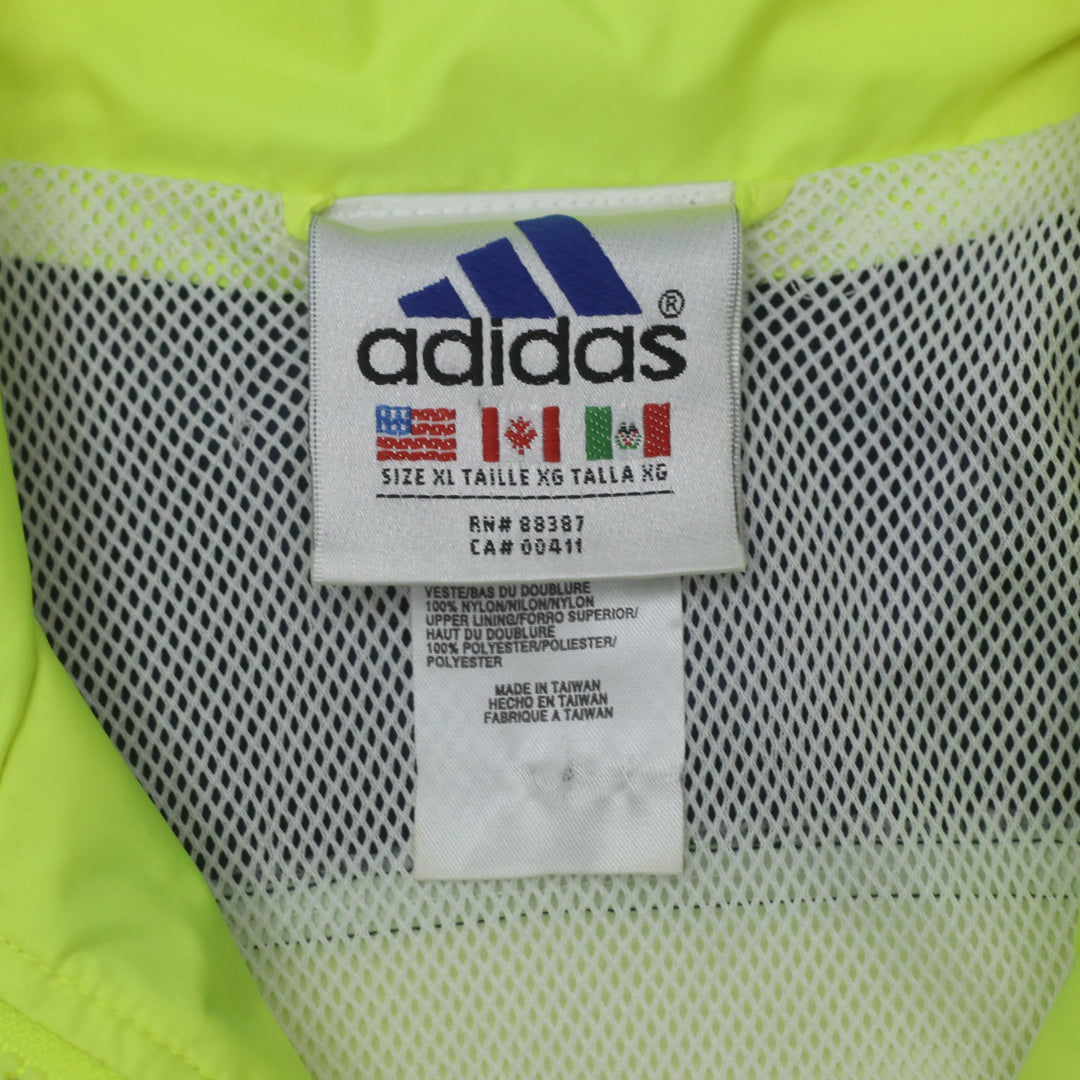 adidas®
SIZE XL TAILLE XG TALLA XG
RN# 88387
CA# 00411
VESTE/BAS DU DOUBLURE
100% NYLON/NILON/NYLON
UPPER LINING/FORRO SUPERIOR/
HAUT DU DOUBLURE
100% POLYESTER/POLIESTER/
POLYESTER
MADE IN TAIWAN
HECHO EN TAIWAN
FABRIQUE A TAIWAN